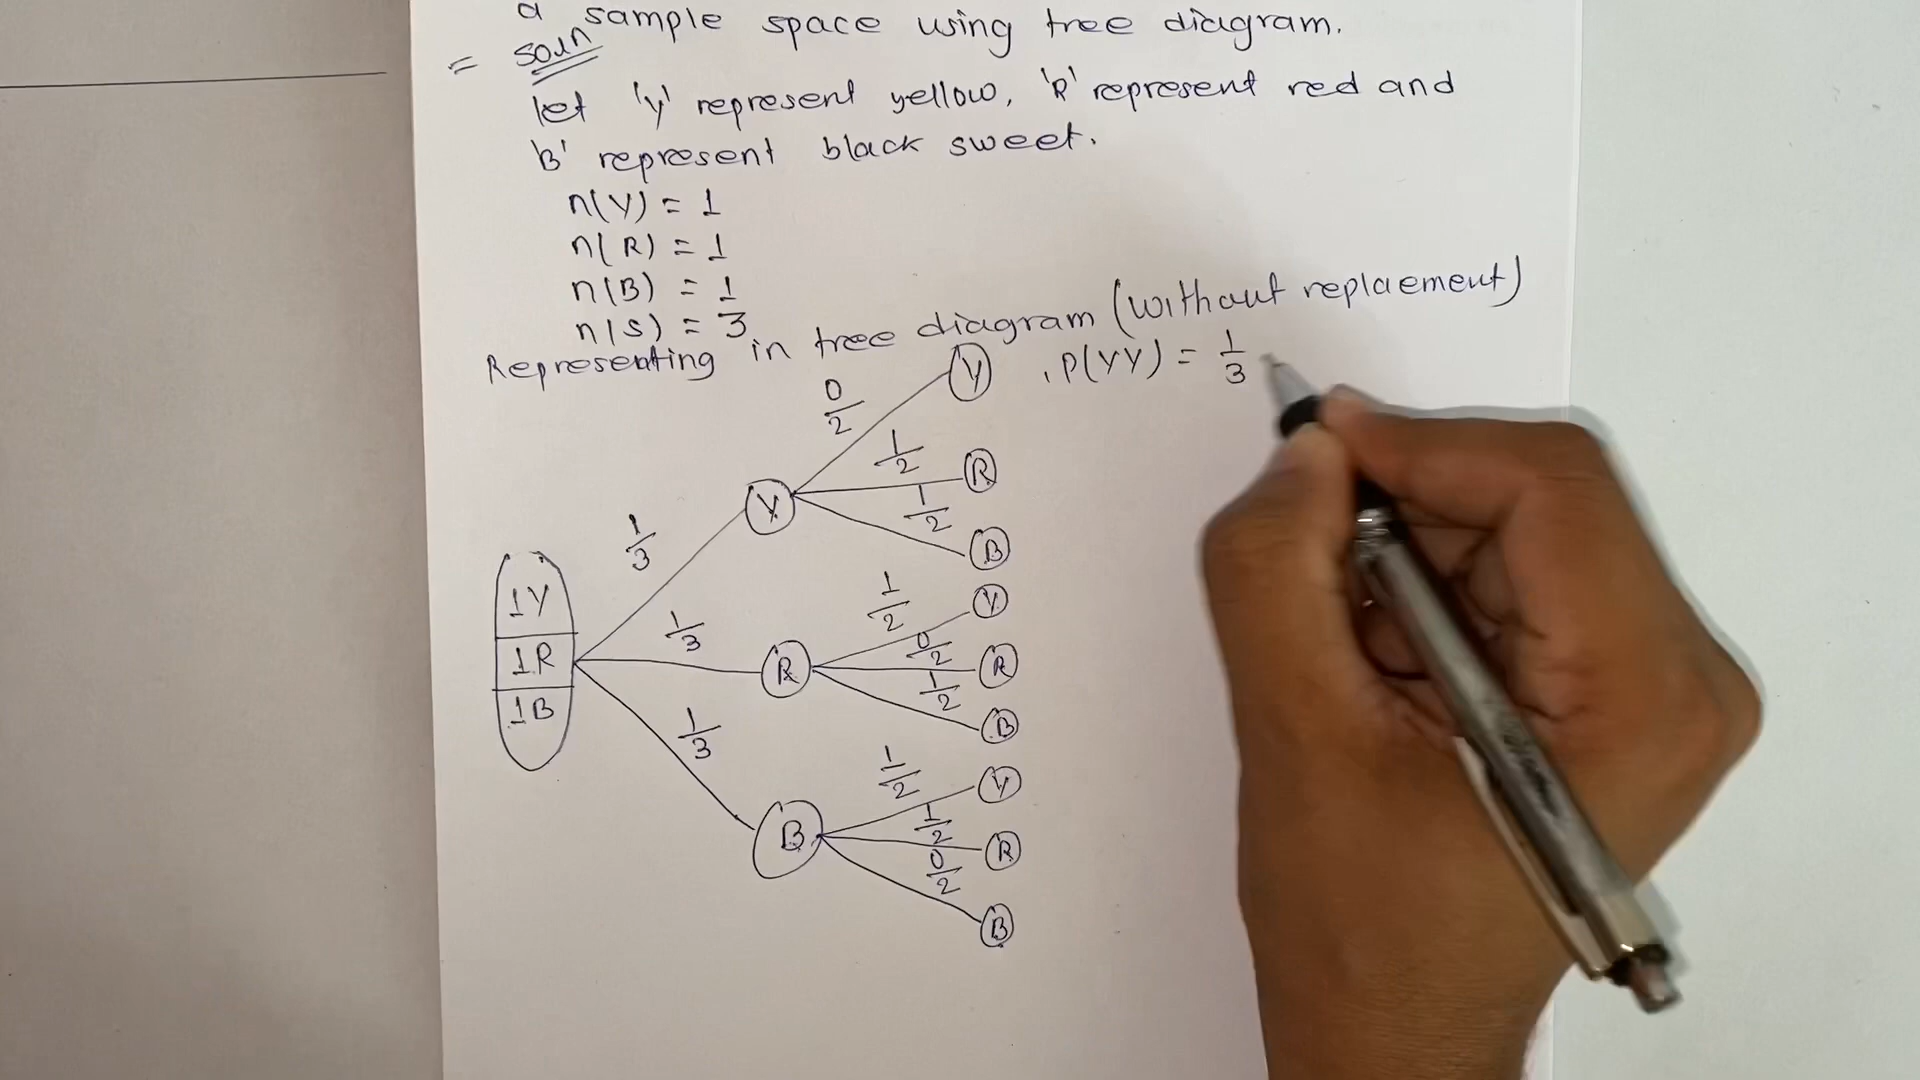 a sample space using tree diagram.
= soln
let 'y' represent yellow, 'R' represent red and
'B' represent black sweet.
n(Y) = 1
n(R) = 1
n(B) = 1
n(S) = 3
Representing in tree diagram (without replaement)
0/2 Y , P(YY) = 1/3
1/2 R
1/2 B
1/3 Y
1Y
1R
1B
1/3 R
1/2 Y
0/2 R
1/2 B
1/3 B
1/2 Y
1/2 R
0/2 B